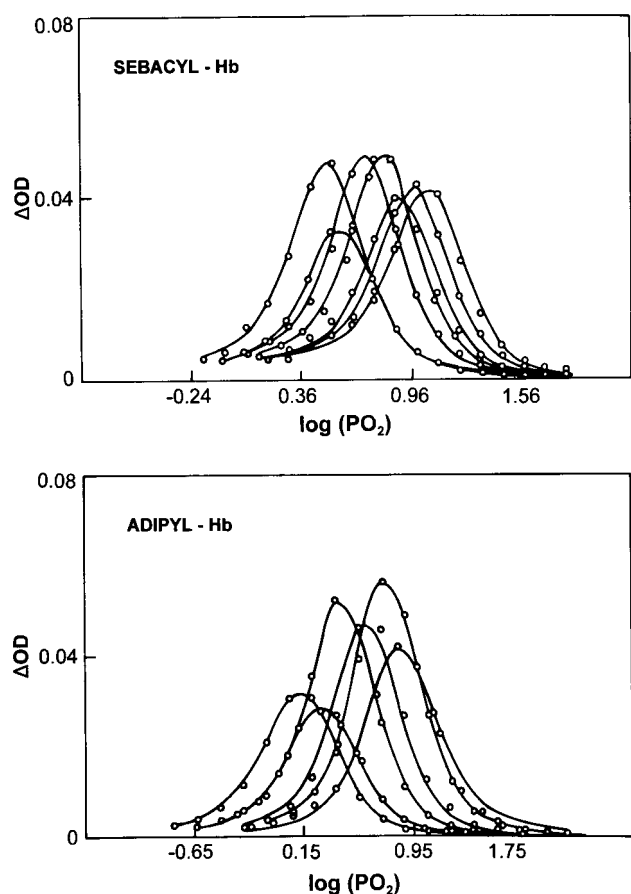 0.08
SEBACYL - Hb
ΔOD
0.04
0
-0.24 0.36 0.96 1.56
log (PO₂)
0.08
ADIPYL - Hb
ΔOD
0.04
0
-0.65 0.15 0.95 1.75
log (PO₂)